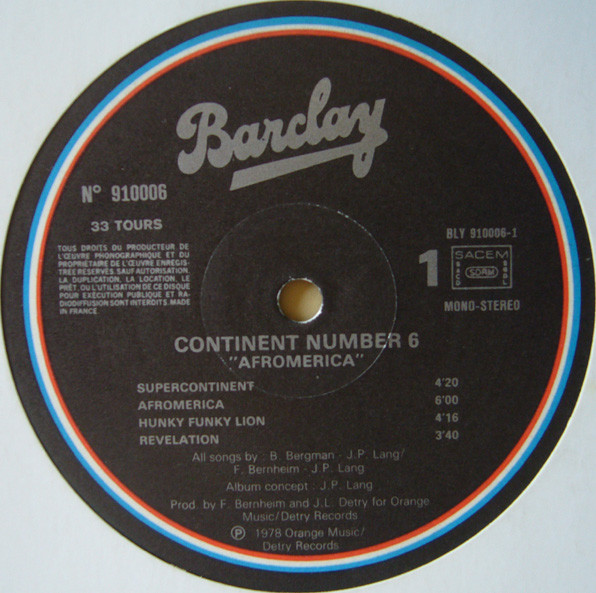 Barclay
N° 910006
33 TOURS
TOUS DROITS DU PRODUCTEUR DE
L'ŒUVRE PHONOGRAPHIQUE ET DU
PROPRIETAIRE DE L'ŒUVRE ENREGIS-
TREE RESERVES. SAUF AUTORISATION,
LA DUPLICATION, LA LOCATION, LE
PRÊT, OU L'UTILISATION DE CE DISQUE
POUR EXECUTION PUBLIQUE ET RA-
DIODIFFUSION SONT INTERDITS. MADE
IN FRANCE
BLY 910006-1
1
SACEM
SACD
SDRM
SGDL
MONO-STEREO
CONTINENT NUMBER 6
"AFROMERICA"
SUPERCONTINENT 4'20
AFROMERICA 6'00
HUNKY FUNKY LION 4'16
REVELATION 3'40
All songs by : B. Bergman - J.P. Lang/
F. Bernheim - J.P. Lang
Album concept : J.P. Lang
Prod. by F. Bernheim and J.L. Detry for Orange
Music/Detry Records
℗ 1978 Orange Music/
Detry Records